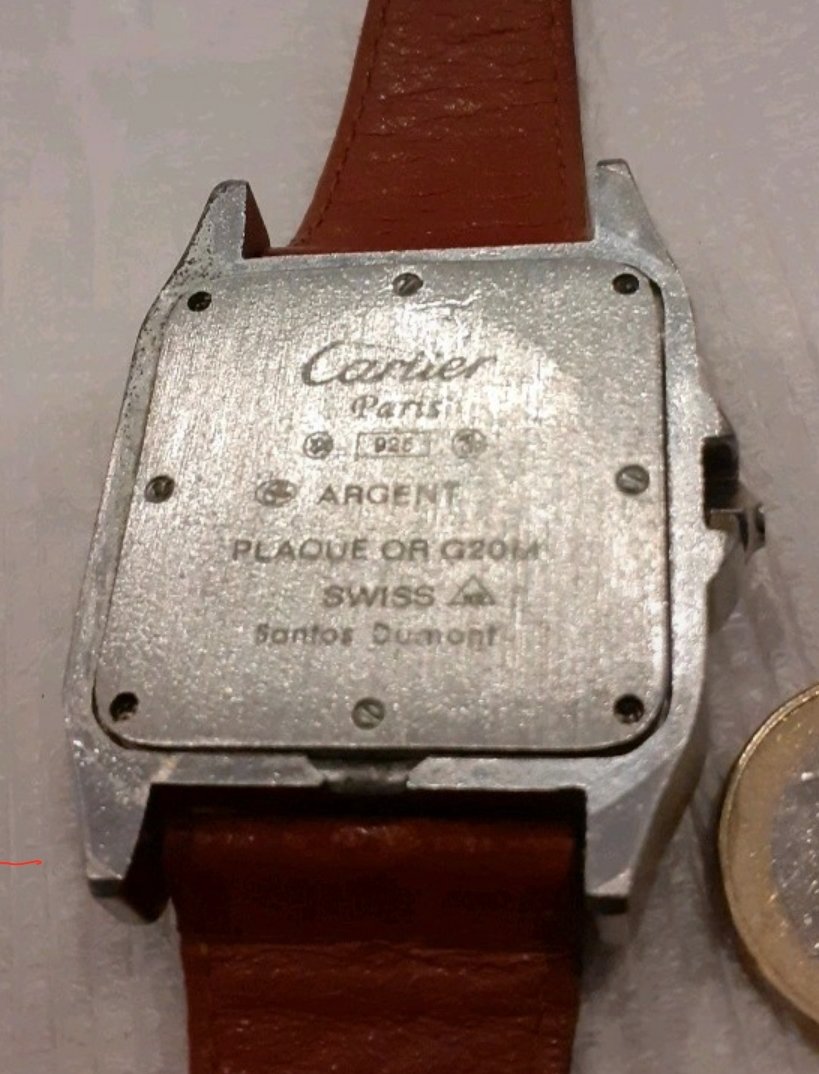 Cartier
Paris
925
ARGENT
PLAQUE OR G20M
SWISS
Santos Dumont